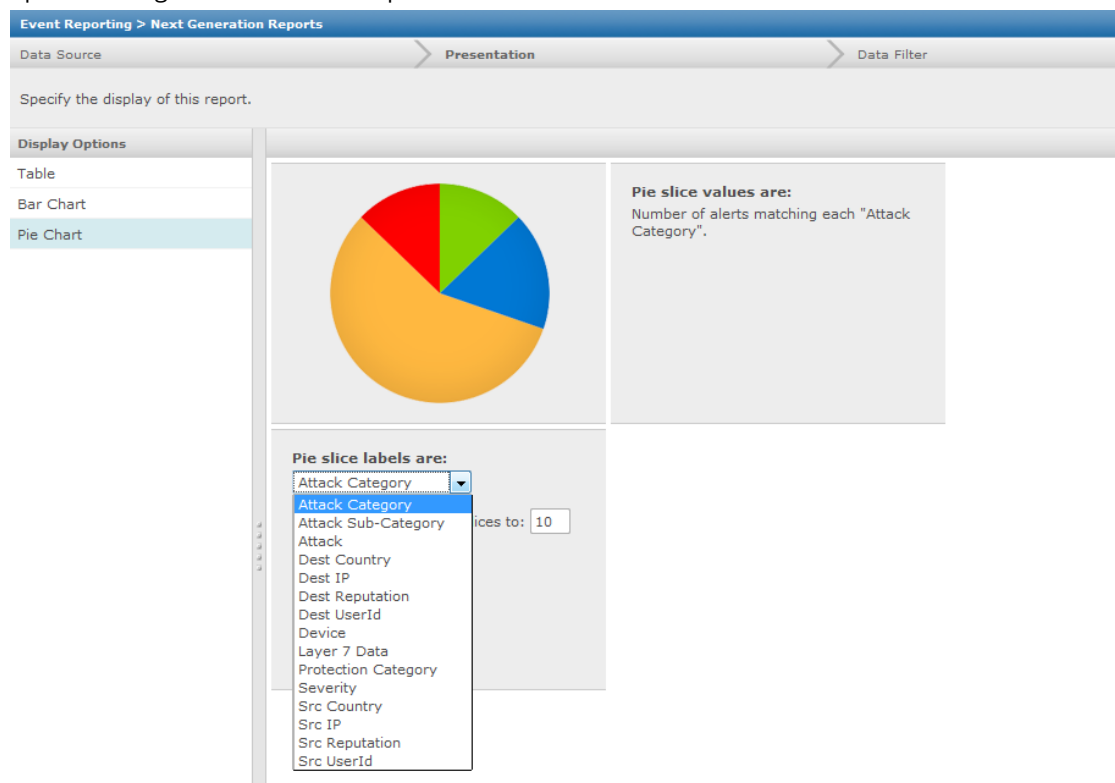 Event Reporting > Next Generation Reports
Data Source
Presentation
Data Filter
Specify the display of this report.
Display Options
Table
Bar Chart
Pie Chart
Pie slice values are:
Number of alerts matching each "Attack
Category".
Pie slice labels are:
Attack Category
Attack Category
Attack Sub-Category
ices to: 10
Attack
Dest Country
Dest IP
Dest Reputation
Dest UserId
Device
Layer 7 Data
Protection Category
Severity
Src Country
Src IP
Src Reputation
Src UserId